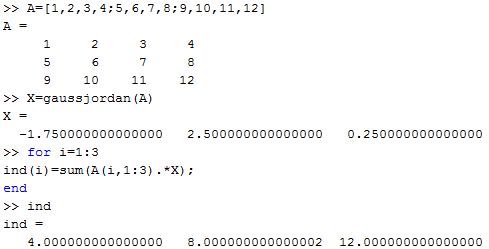 >> A=[1,2,3,4;5,6,7,8;9,10,11,12]
A =
1 2 3 4
5 6 7 8
9 10 11 12
>> X=gaussjordan(A)
X =
-1.750000000000000 2.500000000000000 0.250000000000000
>> for i=1:3
ind(i)=sum(A(i,1:3).*X);
end
>> ind
ind =
4.000000000000000 8.000000000000002 12.000000000000000